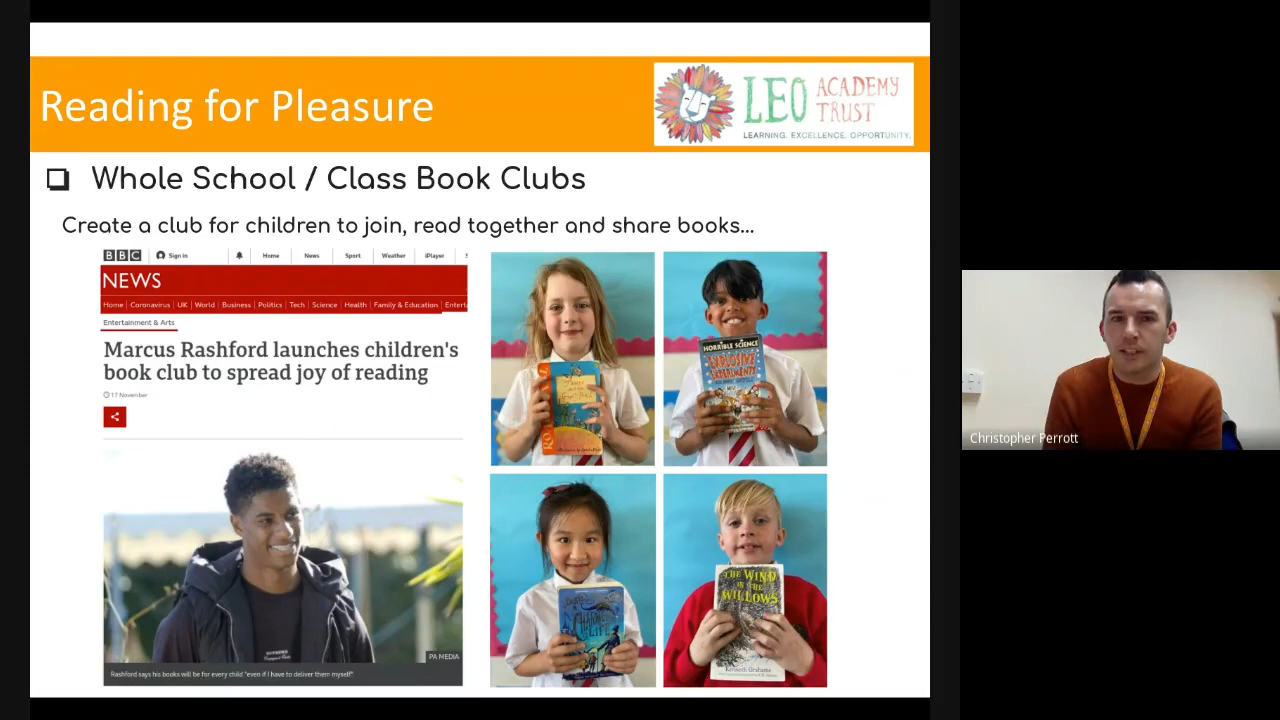 Reading for Pleasure
LEO ACADEMY TRUST
LEARNING. EXCELLENCE. OPPORTUNITY.
Whole School / Class Book Clubs
Create a club for children to join, read together and share books...
BBC Sign in Home News Sport Weather iPlayer
NEWS
Home Coronavirus UK World Business Politics Tech Science Health Family & Education Entert
Entertainment & Arts
Marcus Rashford launches children's
book club to spread joy of reading
17 November
PA MEDIA
Rashford says his books will be for every child "even if I have to deliver them myself"
HORRIBLE SCIENCE
EXPLOSIVE
EXPERIMENTS
THE WIND
IN THE
WILLOWS
Kenneth Grahame
Christopher Perrott